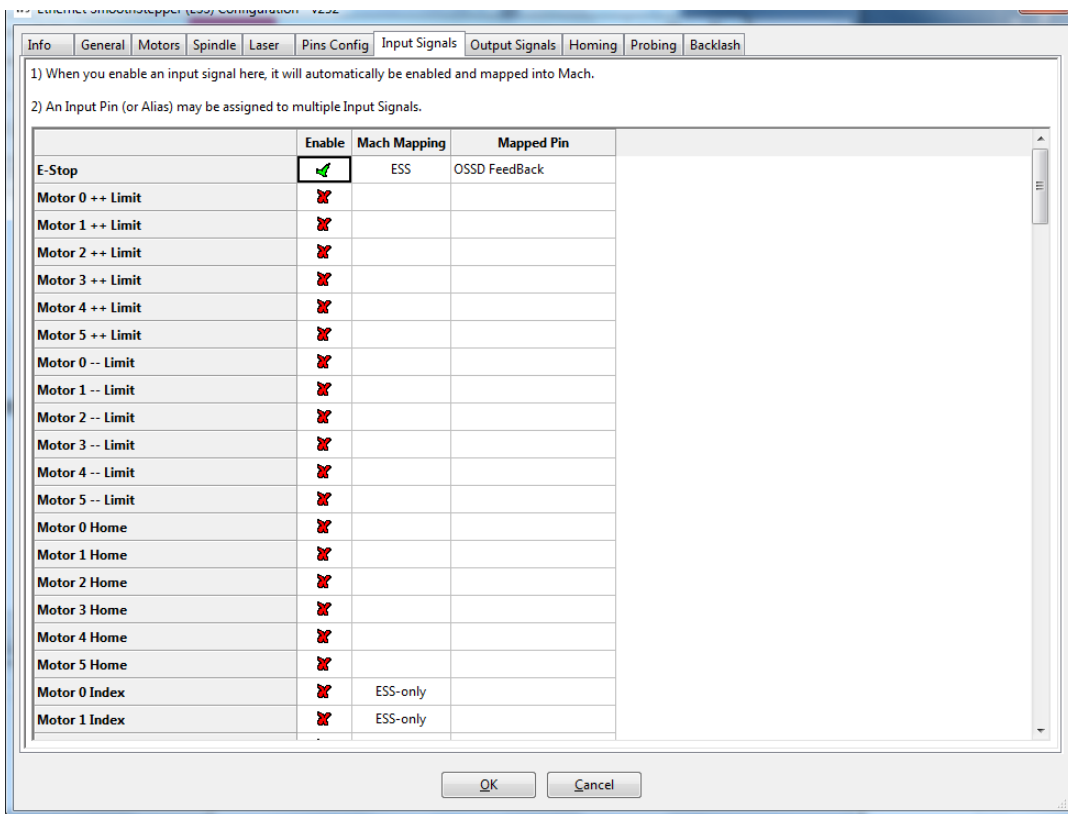 Ethernet SmoothStepper (ESS) Configuration - v252
Info General Motors Spindle Laser Pins Config Input Signals Output Signals Homing Probing Backlash
1) When you enable an input signal here, it will automatically be enabled and mapped into Mach.
2) An Input Pin (or Alias) may be assigned to multiple Input Signals.
Enable Mach Mapping Mapped Pin
E-Stop ESS OSSD FeedBack
Motor 0 ++ Limit
Motor 1 ++ Limit
Motor 2 ++ Limit
Motor 3 ++ Limit
Motor 4 ++ Limit
Motor 5 ++ Limit
Motor 0 -- Limit
Motor 1 -- Limit
Motor 2 -- Limit
Motor 3 -- Limit
Motor 4 -- Limit
Motor 5 -- Limit
Motor 0 Home
Motor 1 Home
Motor 2 Home
Motor 3 Home
Motor 4 Home
Motor 5 Home
Motor 0 Index ESS-only
Motor 1 Index ESS-only
OK Cancel